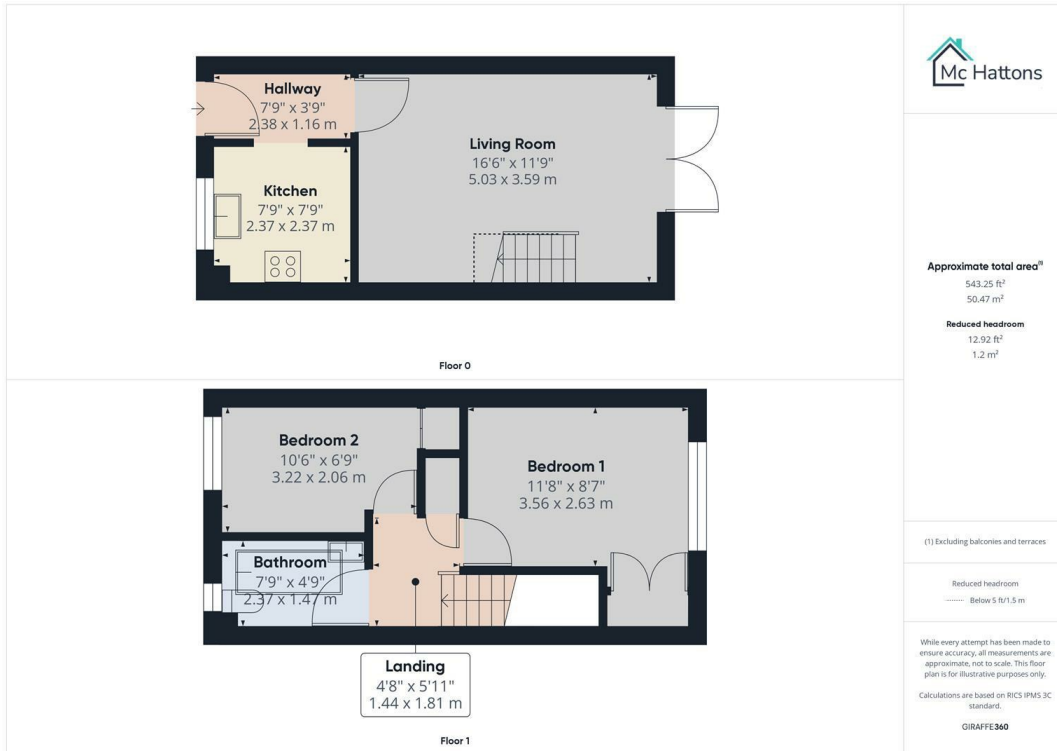 Hallway
7'9" x 3'9"
2.38 x 1.16 m
Living Room
16'6" x 11'9"
5.03 x 3.59 m
Kitchen
7'9" x 7'9"
2.37 x 2.37 m
Floor 0
Bedroom 2
10'6" x 6'9"
3.22 x 2.06 m
Bedroom 1
11'8" x 8'7"
3.56 x 2.63 m
Bathroom
7'9" x 4'9"
2.37 x 1.47 m
Landing
4'8" x 5'11"
1.44 x 1.81 m
Floor 1
Mc Hattons
Approximate total area(1)
543.25 ft²
50.47 m²
Reduced headroom
12.92 ft²
1.2 m²
(1) Excluding balconies and terraces
Reduced headroom
Below 5 ft/1.5 m
While every attempt has been made to
ensure accuracy, all measurements are
approximate, not to scale. This floor
plan is for illustrative purposes only.
Calculations are based on RICS IPMS 3C
standard.
GIRAFFE360